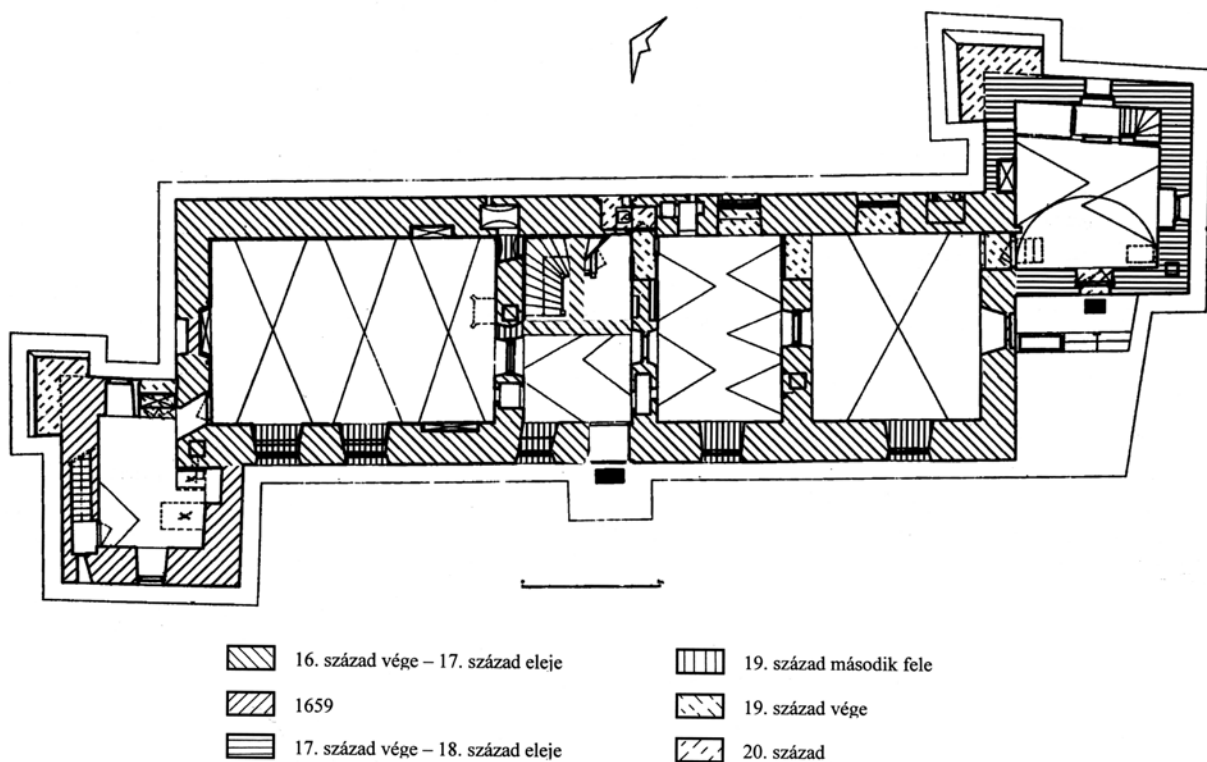 16. század vége – 17. század eleje
1659
17. század vége – 18. század eleje
19. század második fele
19. század vége
20. század